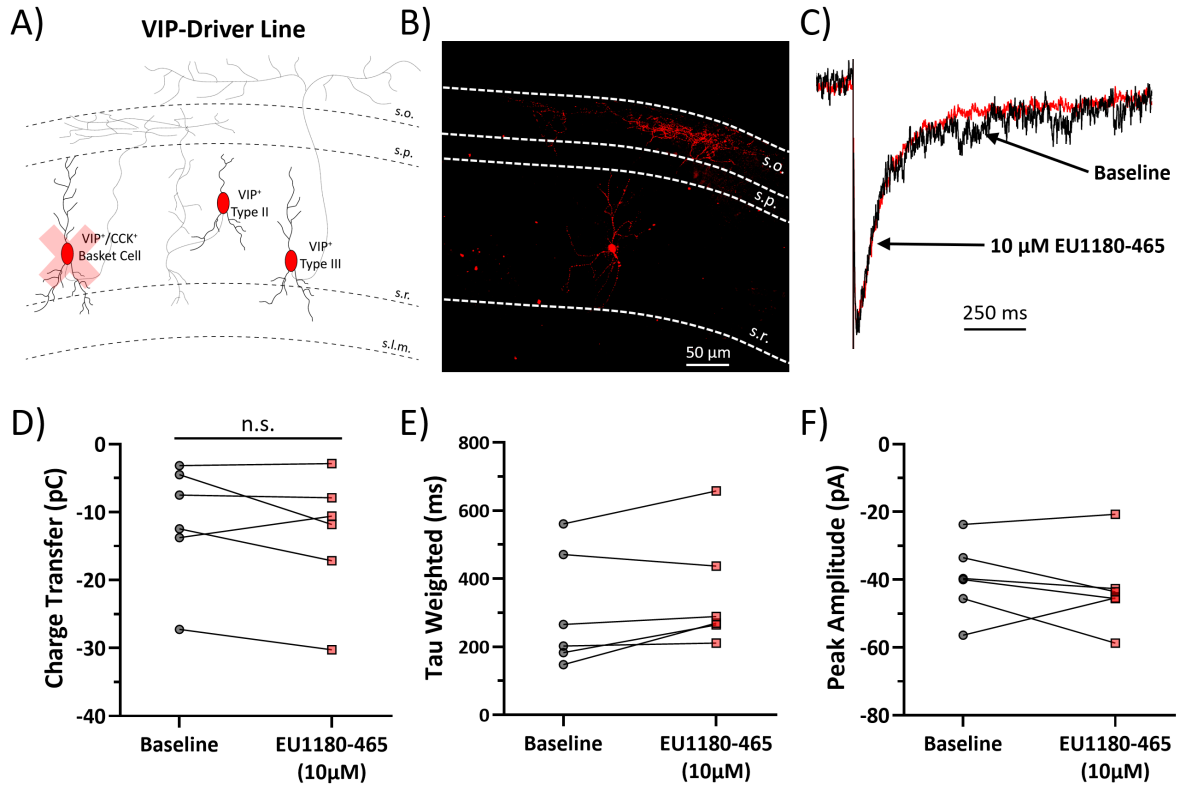 A)
VIP-Driver Line
s.o.
s.p.
VIP⁺
Type II
VIP⁺/CCK⁺
Basket Cell
VIP⁺
Type III
s.r.
s.l.m.
B)
s.o.
s.p.
s.r.
50 µm
C)
Baseline
10 µM EU1180-465
250 ms
D)
n.s.
Charge Transfer (pC)
0
-10
-20
-30
-40
Baseline
EU1180-465
(10µM)
E)
Tau Weighted (ms)
800
600
400
200
0
Baseline
EU1180-465
(10µM)
F)
Peak Amplitude (pA)
0
-20
-40
-60
-80
Baseline
EU1180-465
(10µM)